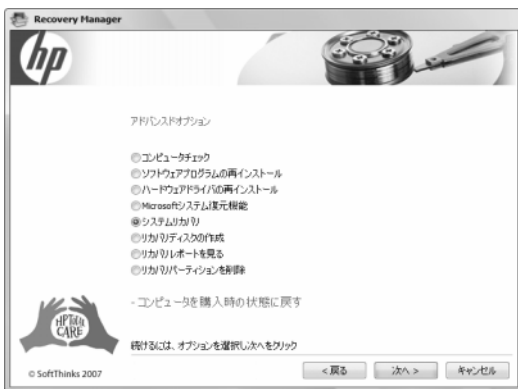 Recovery Manager
hp
アドバンスドオプション
コンピュータチェック
ソフトウェアプログラムの再インストール
ハードウェアドライバの再インストール
Microsoftシステム復元機能
システムリカバリ
リカバリディスクの作成
リカバリレポートを見る
リカバリパーティションを削除
- コンピュータを購入時の状態に戻す
HP Total
CARE
続けるには、オプションを選択し次へをクリック
© SoftThinks 2007
< 戻る
次へ >
キャンセル